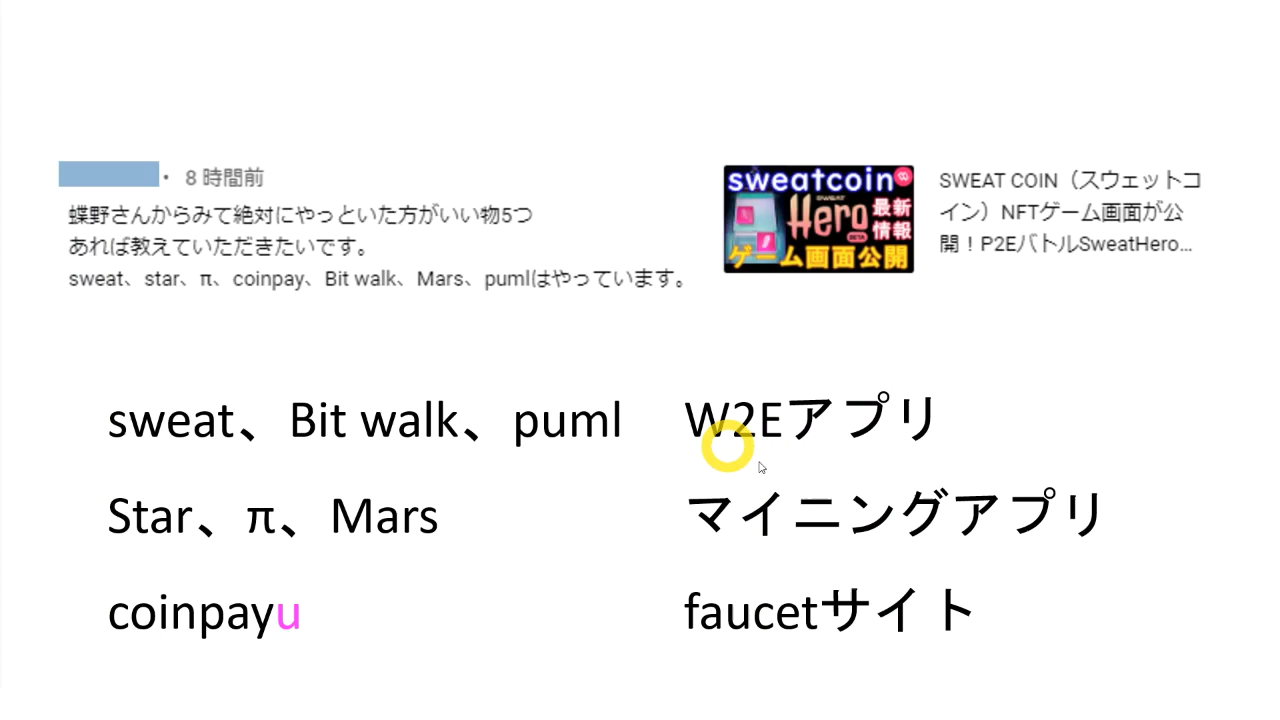 ・ 8 時間前
蝶野さんからみて絶対にやっといた方がいい物5つ
あれば教えていただきたいです。
sweat、star、π、coinpay、Bit walk、Mars、pumlはやっています。
sweatcoin
SWEAT
Hero
BETA
最新
情報
ゲーム画面公開
SWEAT COIN（スウェットコ
イン）NFTゲーム画面が公
開！P2EバトルSweatHero...
sweat、Bit walk、puml W2Eアプリ
Star、π、Mars マイニングアプリ
coinpayu faucetサイト